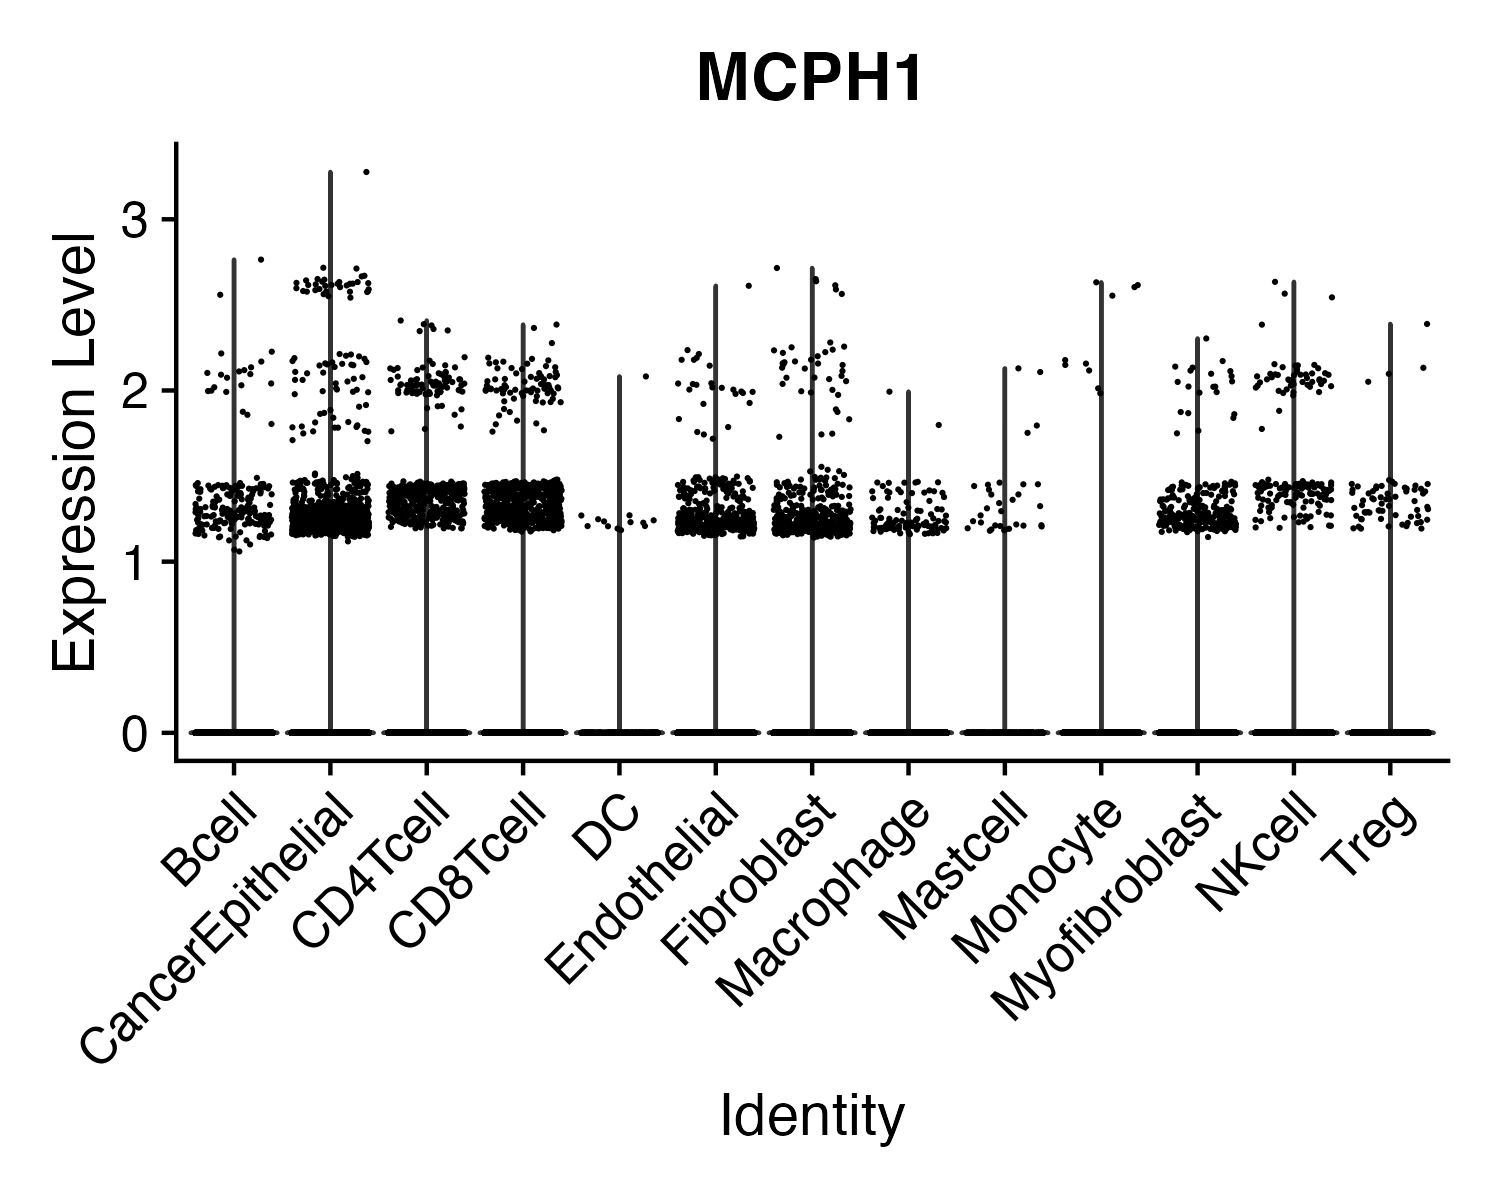 MCPH1
Expression Level
3
2
1
0
Bcell
CancerEpithelial
CD4Tcell
CD8Tcell
DC
Endothelial
Fibroblast
Macrophage
Mastcell
Monocyte
Myofibroblast
NKcell
Treg
Identity